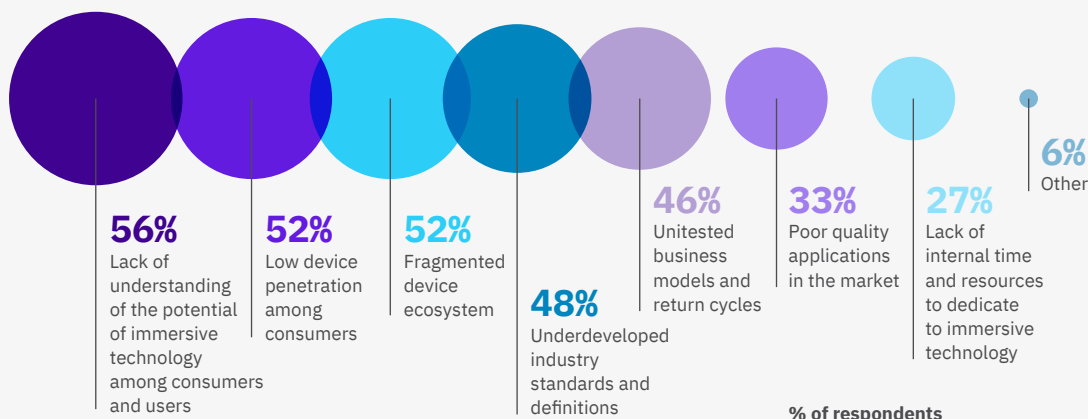 56%
Lack of
understanding
of the potential
of immersive
technology
among consumers
and users
52%
Low device
penetration
among
consumers
52%
Fragmented
device
ecosystem
48%
Underdeveloped
industry
standards and
definitions
46%
Unitested
business
models and
return cycles
33%
Poor quality
applications
in the market
27%
Lack of
internal time
and resources
to dedicate
to immersive
technology
6%
Other
% of respondents